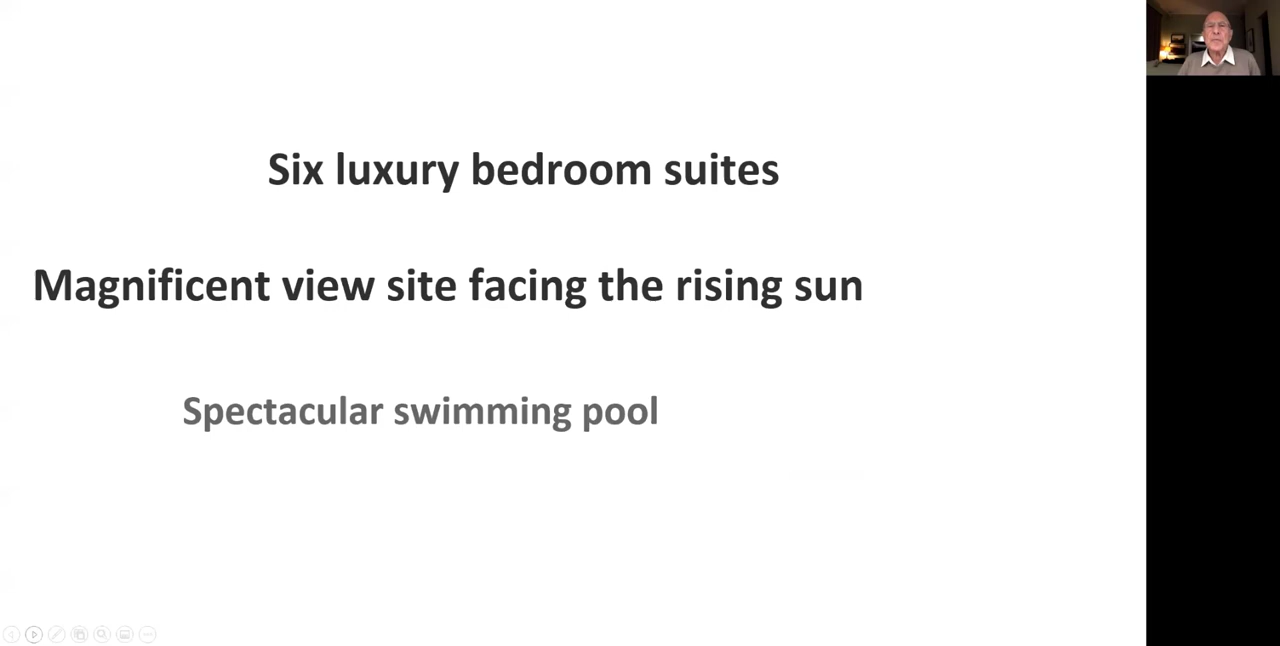 Six luxury bedroom suites
Magnificent view site facing the rising sun
Spectacular swimming pool